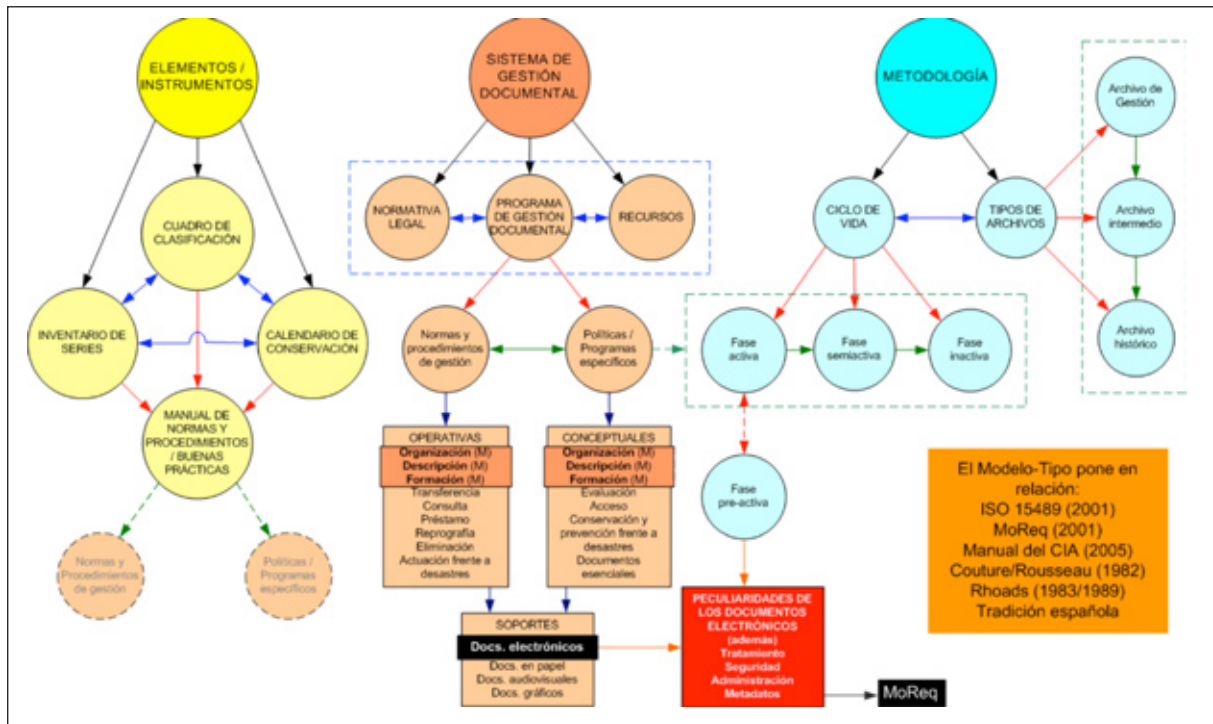 ELEMENTOS /
INSTRUMENTOS
CUADRO DE
CLASIFICACIÓN
INVENTARIO DE
SERIES
CALENDARIO DE
CONSERVACIÓN
MANUAL DE
NORMAS Y
PROCEDIMIENTOS
/ BUENAS
PRÁCTICAS
Normas y
Procedimientos
de gestión
Políticas /
Programas
específicos
SISTEMA DE
GESTIÓN
DOCUMENTAL
NORMATIVA
LEGAL
PROGRAMA
DE GESTIÓN
DOCUMENTAL
RECURSOS
Normas y
procedimientos
de gestión
Políticas /
Programas
específicos
OPERATIVAS
Organización (M)
Descripción (M)
Formación (M)
Transferencia
Consulta
Préstamo
Reprografía
Eliminación
Actuación frente a
desastres
CONCEPTUALES
Organización (M)
Descripción (M)
Formación (M)
Evaluación
Acceso
Conservación y
prevención frente a
desastres
Documentos
esenciales
SOPORTES
Docs. electrónicos
Docs. en papel
Docs. audiovisuales
Docs. gráficos
METODOLOGÍA
CICLO DE
VIDA
TIPOS DE
ARCHIVOS
Archivo de
Gestión
Archivo
intermedio
Archivo
histórico
Fase
activa
Fase
semiactiva
Fase
inactiva
Fase
pre-activa
PECULIARIDADES DE
LOS DOCUMENTOS
ELECTRÓNICOS
(además)
Tratamiento
Seguridad
Administración
Metadatos
MoReq
El Modelo-Tipo pone en
relación:
ISO 15489 (2001)
MoReq (2001)
Manual del CIA (2005)
Couture/Rousseau (1982)
Rhoads (1983/1989)
Tradición española